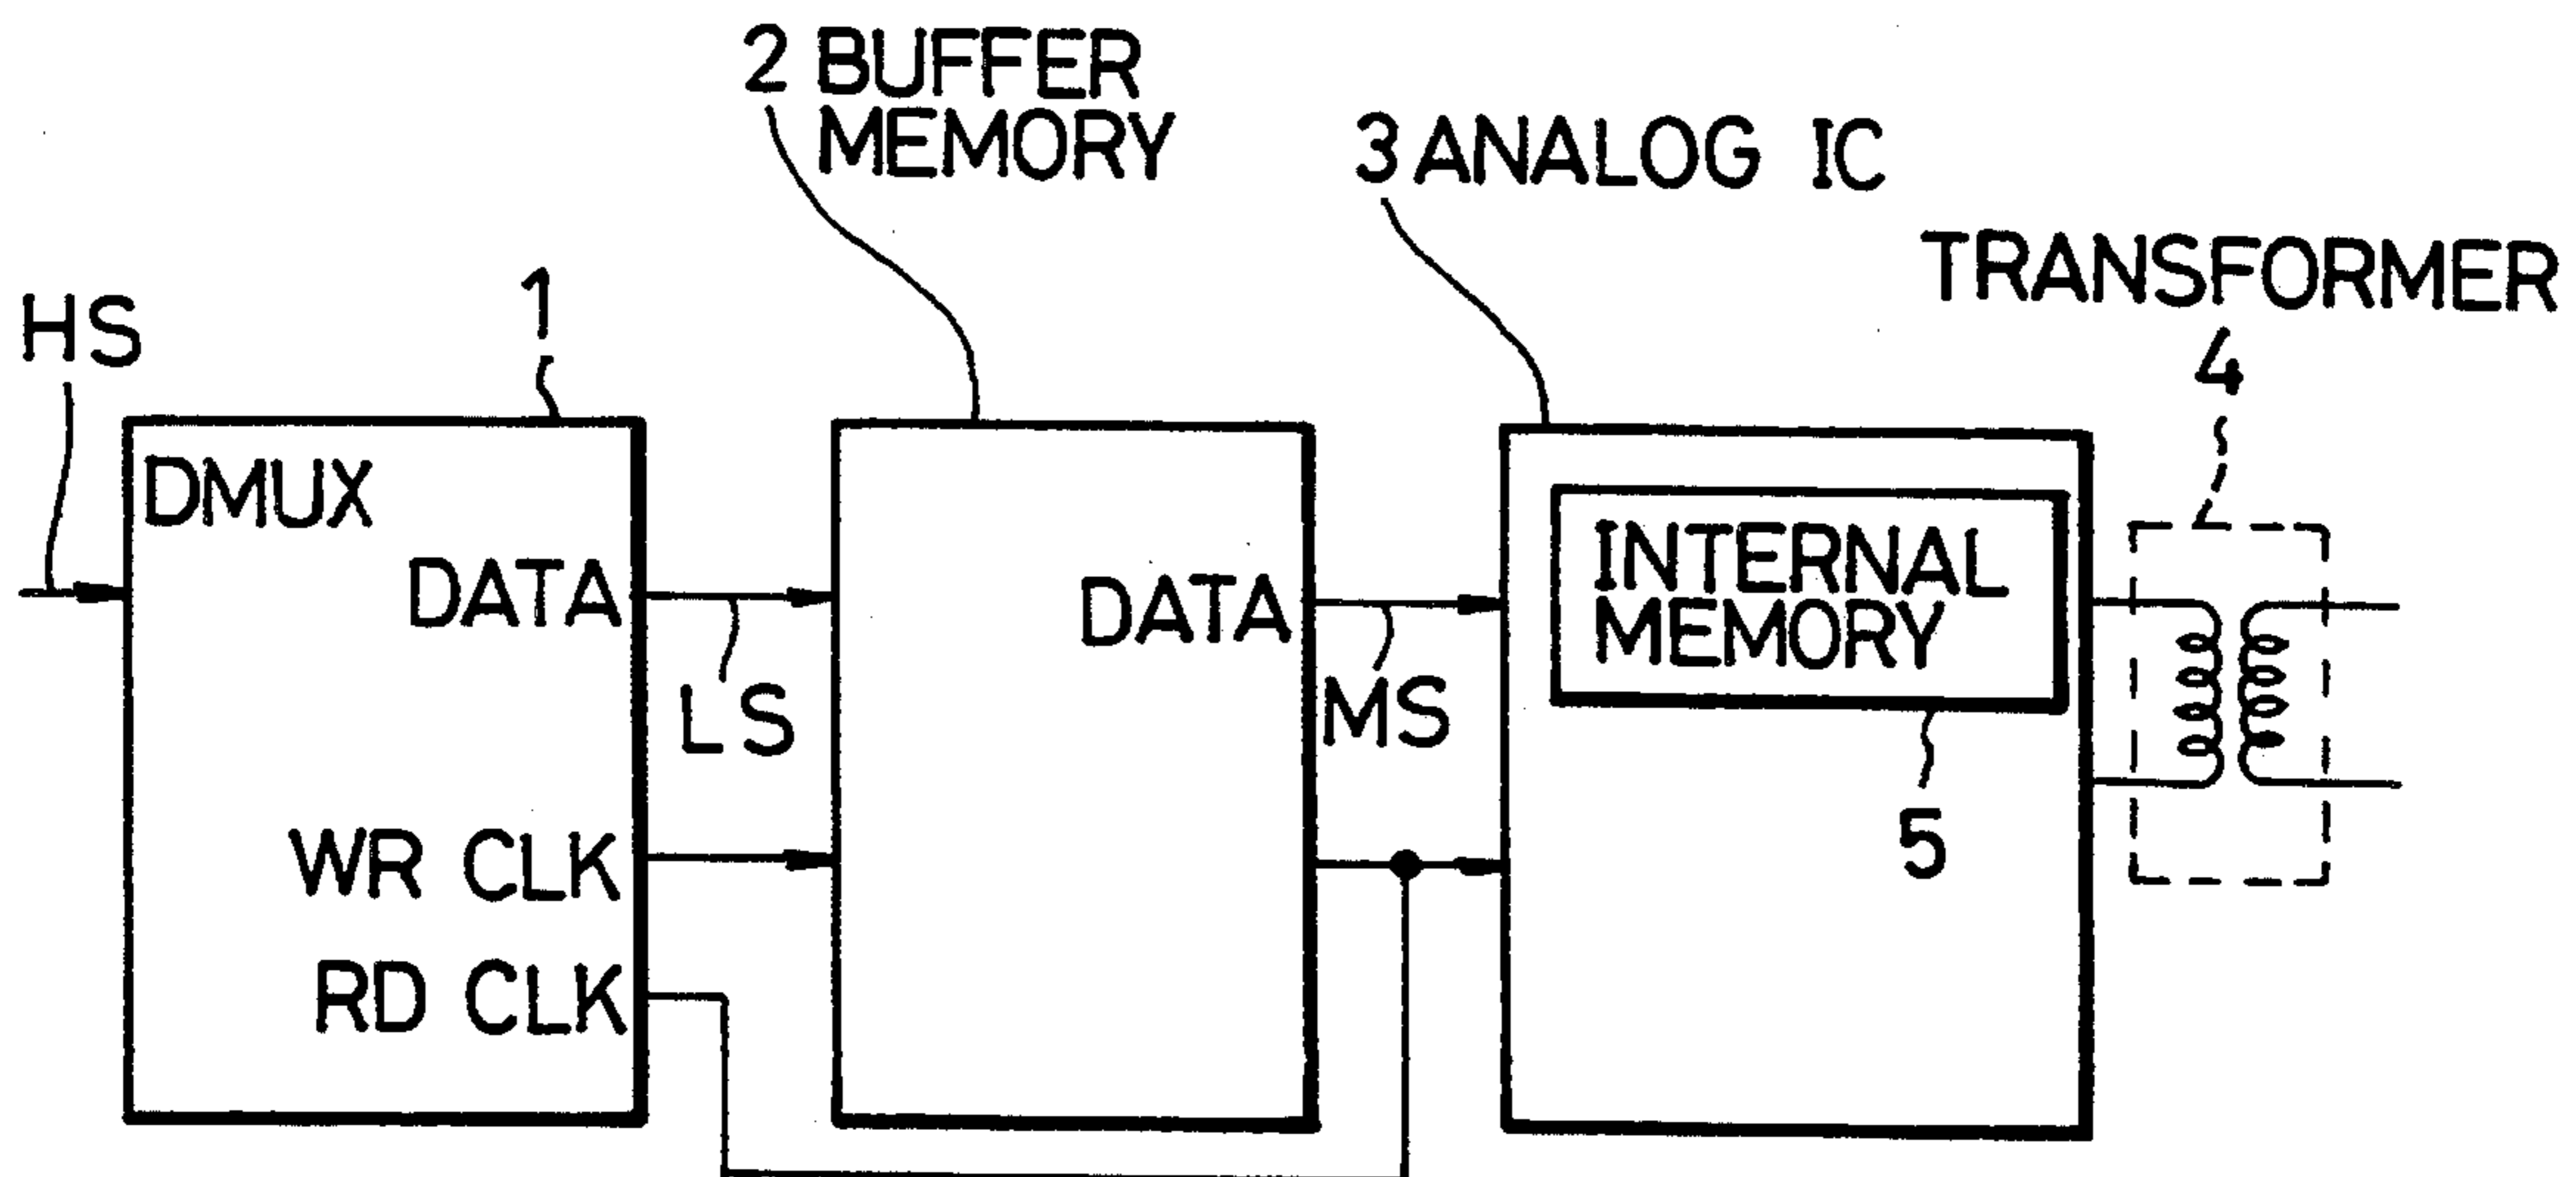 2 BUFFER
MEMORY
3 ANALOG IC
TRANSFORMER
4
HS
1
DMUX
DATA
LS
WR CLK
RD CLK
DATA
MS
INTERNAL
MEMORY
5